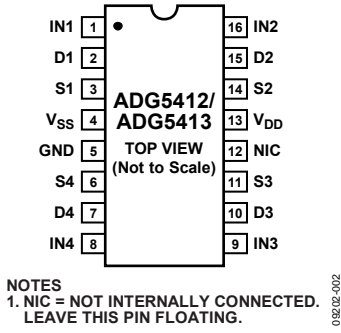 IN1 1
D1 2
S1 3
VSS 4
GND 5
S4 6
D4 7
IN4 8
ADG5412/
ADG5413
TOP VIEW
(Not to Scale)
16 IN2
15 D2
14 S2
13 VDD
12 NIC
11 S3
10 D3
9 IN3
NOTES
1. NIC = NOT INTERNALLY CONNECTED.
LEAVE THIS PIN FLOATING.
09202-002